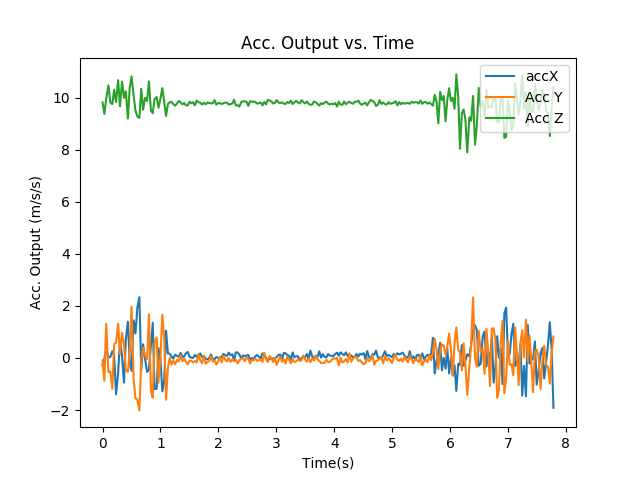 Acc. Output vs. Time
accX
Acc Y
Acc Z
Acc. Output (m/s/s)
10
8
6
4
2
0
−2
0 1 2 3 4 5 6 7 8
Time(s)